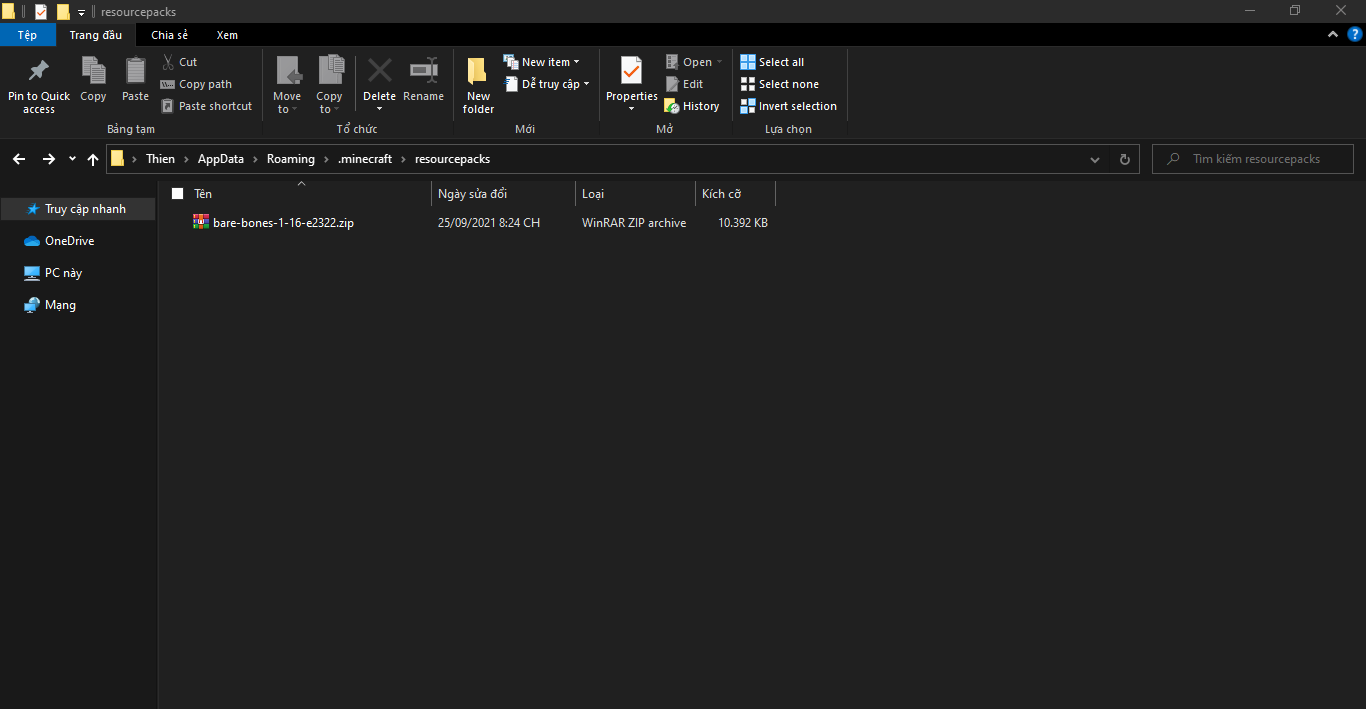 resourcepacks
Tệp
Trang đầu
Chia sẻ
Xem
?
Pin to Quick
access
Copy
Paste
Cut
Copy path
Paste shortcut
Bảng tạm
Move
to
Copy
to
Delete
Rename
Tổ chức
New
folder
New item
Dễ truy cập
Mới
Properties
Open
Edit
History
Mở
Select all
Select none
Invert selection
Lựa chọn
Thien
AppData
Roaming
.minecraft
resourcepacks
Tìm kiếm resourcepacks
Truy cập nhanh
OneDrive
PC này
Mạng
Tên
Ngày sửa đổi
Loại
Kích cỡ
bare-bones-1-16-e2322.zip
25/09/2021 8:24 CH
WinRAR ZIP archive
10.392 KB